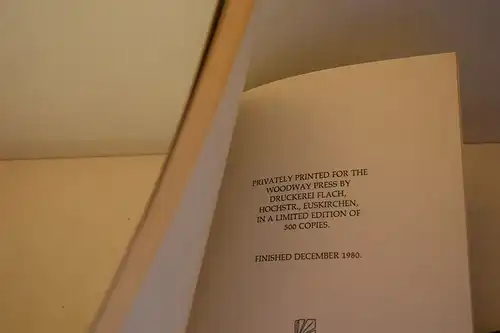 PRIVATELY PRINTED FOR THE
WOODWAY PRESS BY
DRUCKEREI FLACH,
HOCHSTR., EUSKIRCHEN,
IN A LIMITED EDITION OF
500 COPIES.
FINISHED DECEMBER 1980.